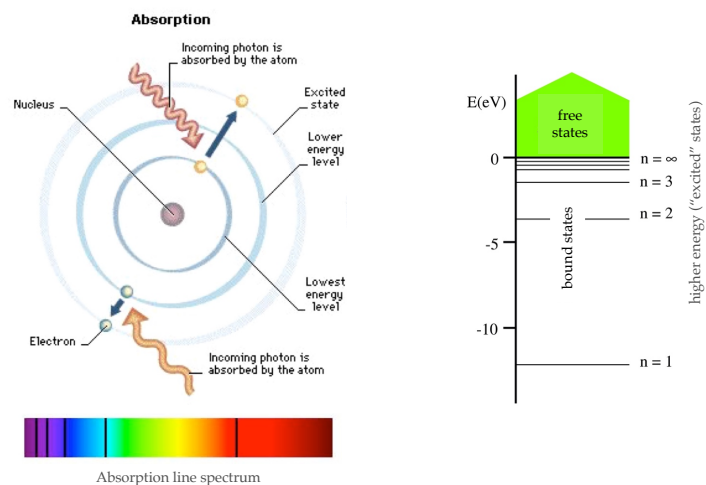 Absorption
Incoming photon is
absorbed by the atom
Nucleus
Excited
state
Lower
energy
level
Lowest
energy
level
Electron
Incoming photon is
absorbed by the atom
Absorption line spectrum
E(eV)
free
states
0
n = ∞
n = 3
n = 2
-5
bound states
-10
n = 1
higher energy ("excited" states)